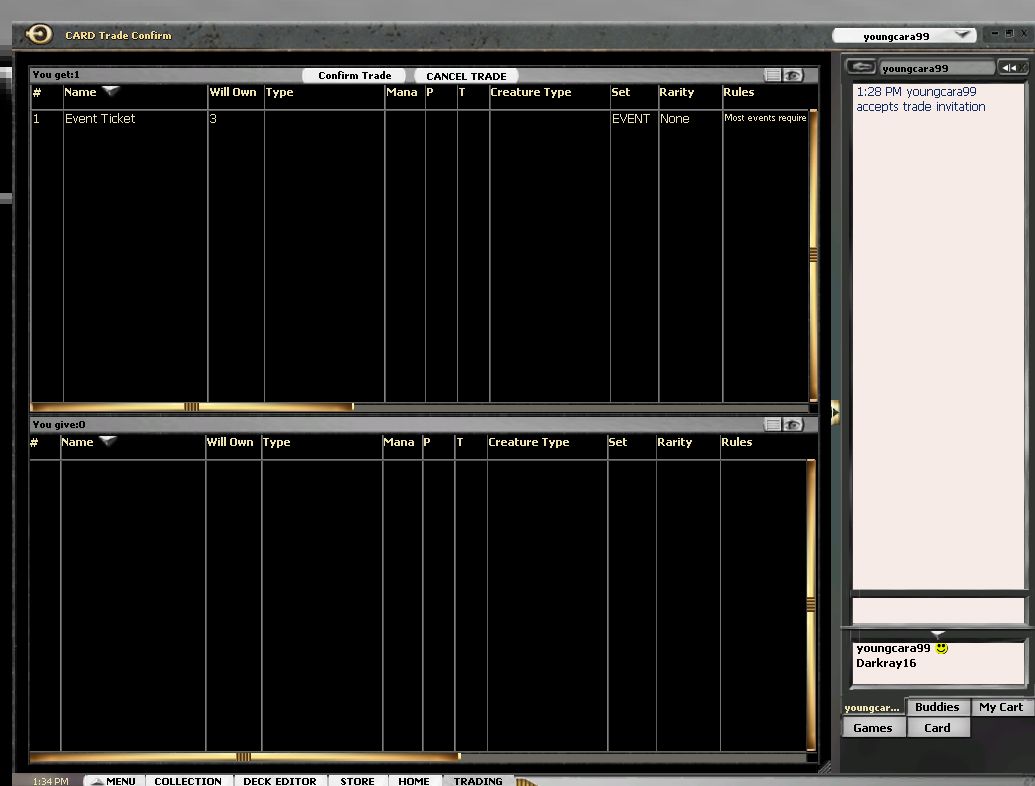 CARD Trade Confirm
youngcara99
You get:1
Confirm Trade
CANCEL TRADE
# Name Will Own Type Mana P T Creature Type Set Rarity Rules
1 Event Ticket 3 EVENT None Most events require
You give:0
# Name Will Own Type Mana P T Creature Type Set Rarity Rules
youngcara99
1:28 PM youngcara99
accepts trade invitation
youngcara99
Darkray16
youngcar... Buddies My Cart
Games Card
1:34 PM MENU COLLECTION DECK EDITOR STORE HOME TRADING